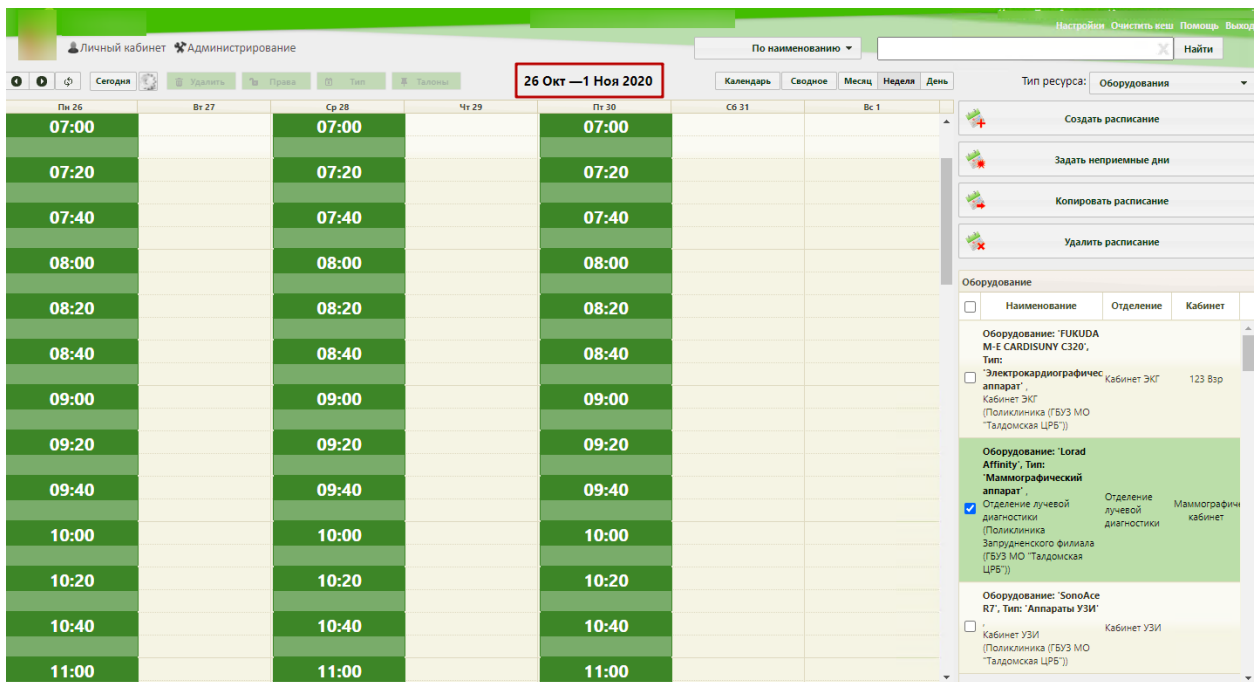 Настройки Очистить кеш Помощь Выход
Личный кабинет Администрирование
По наименованию
Найти
Сегодня Удалить Права Тип Талоны
26 Окт —1 Ноя 2020
Календарь Сводное Месяц Неделя День
Тип ресурса: Оборудования
Пн 26 Вт 27 Ср 28 Чт 29 Пт 30 Сб 31 Вс 1
07:00 07:00 07:00
07:20 07:20 07:20
07:40 07:40 07:40
08:00 08:00 08:00
08:20 08:20 08:20
08:40 08:40 08:40
09:00 09:00 09:00
09:20 09:20 09:20
09:40 09:40 09:40
10:00 10:00 10:00
10:20 10:20 10:20
10:40 10:40 10:40
11:00 11:00 11:00
Создать расписание
Задать неприемные дни
Копировать расписание
Удалить расписание
Оборудование
Наименование Отделение Кабинет
Оборудование: 'FUKUDA
M-E CARDISUNY C320',
Тип:
'Электрокардиографичес
аппарат' ,
Кабинет ЭКГ
(Поликлиника (ГБУЗ МО
"Талдомская ЦРБ"))
Кабинет ЭКГ
123 Взр
Оборудование: 'Lorad
Affinity', Тип:
'Маммографический
аппарат' ,
Отделение лучевой
диагностики
(Поликлиника
Запрудненского филиала
(ГБУЗ МО "Талдомская
ЦРБ"))
Отделение
лучевой
диагностики
Маммографиче
кабинет
Оборудование: 'SonoAce
R7', Тип: 'Аппараты УЗИ'
,
Кабинет УЗИ
(Поликлиника (ГБУЗ МО
"Талдомская ЦРБ"))
Кабинет УЗИ